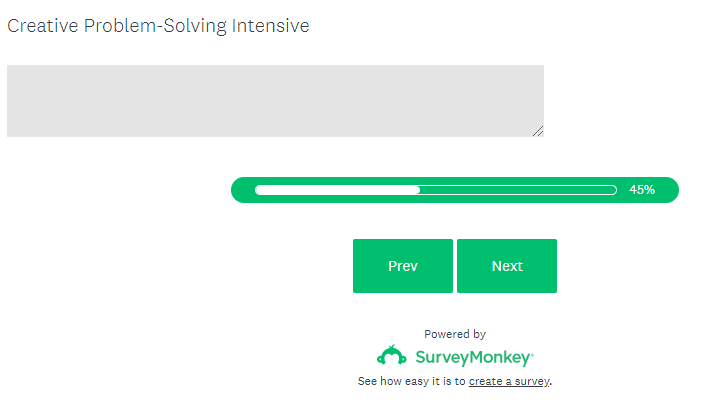 Creative Problem-Solving Intensive
45%
Prev Next
Powered by
SurveyMonkey®
See how easy it is to create a survey.